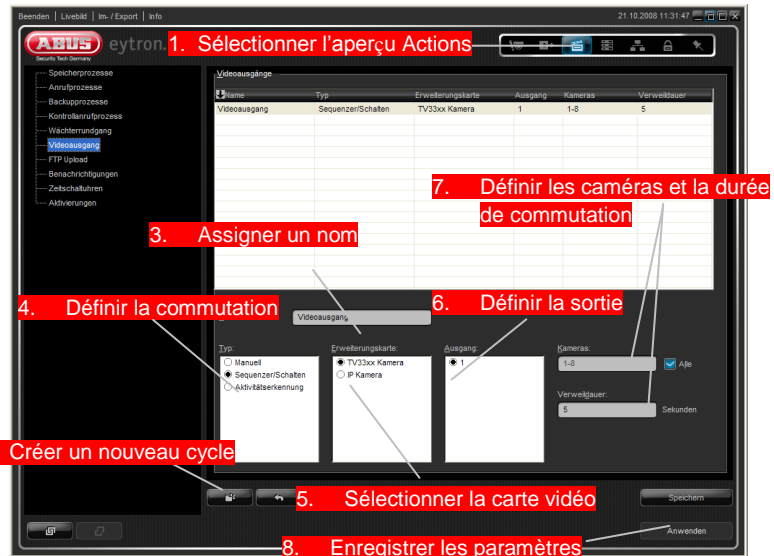 Beenden | Livebild | Im- / Export | Info
21.10.2008 11:31:47
ABUS
Security Tech Germany
eytron.
1. Sélectionner l'aperçu Actions
Speicherprozesse
Anrufprozesse
Backupprozesse
Kontrollanrufprozess
Wächterrundgang
Videoausgang
FTP Upload
Benachrichtigungen
Zeitschaltuhren
Aktivierungen
Videoausgänge
Name Typ Erweiterungskarte Ausgang Kameras Verweildauer
Videoausgang Sequenzer/Schalten TV33xx Kamera 1 1-8 5
7. Définir les caméras et la durée
de commutation
3. Assigner un nom
4. Définir la commutation
6. Définir la sortie
Videoausgang
Typ: Erweiterungskarte: Ausgang: Kameras:
Manuell TV33xx Kamera 1 1-8 Alle
Sequenzer/Schalten IP Kamera
Aktivitätserkennung
Verweildauer:
5 Sekunden
Créer un nouveau cycle
5. Sélectionner la carte vidéo
Speichern
Anwenden
8. Enregistrer les paramètres